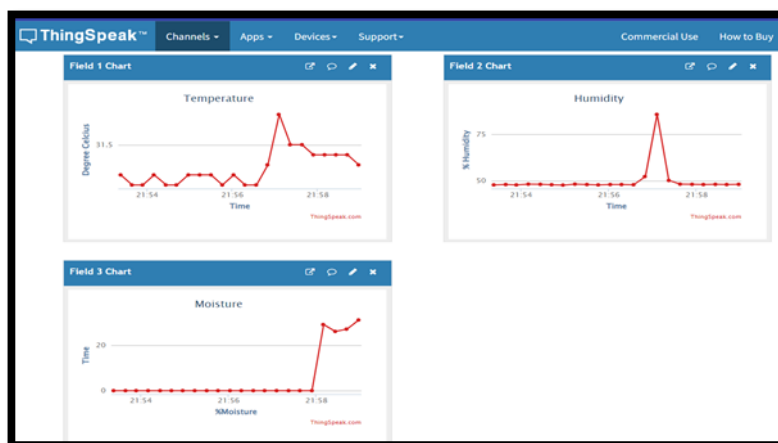 ThingSpeak™ Channels Apps Devices Support Commercial Use How to Buy
Field 1 Chart
Temperature
Degree Celcius
31.5
21:54 21:56 21:58
Time
ThingSpeak.com
Field 2 Chart
Humidity
% Humidity
75
50
21:54 21:56 21:58
Time
ThingSpeak.com
Field 3 Chart
Moisture
Time
20
0
21:54 21:56 21:58
%Moisture
ThingSpeak.com